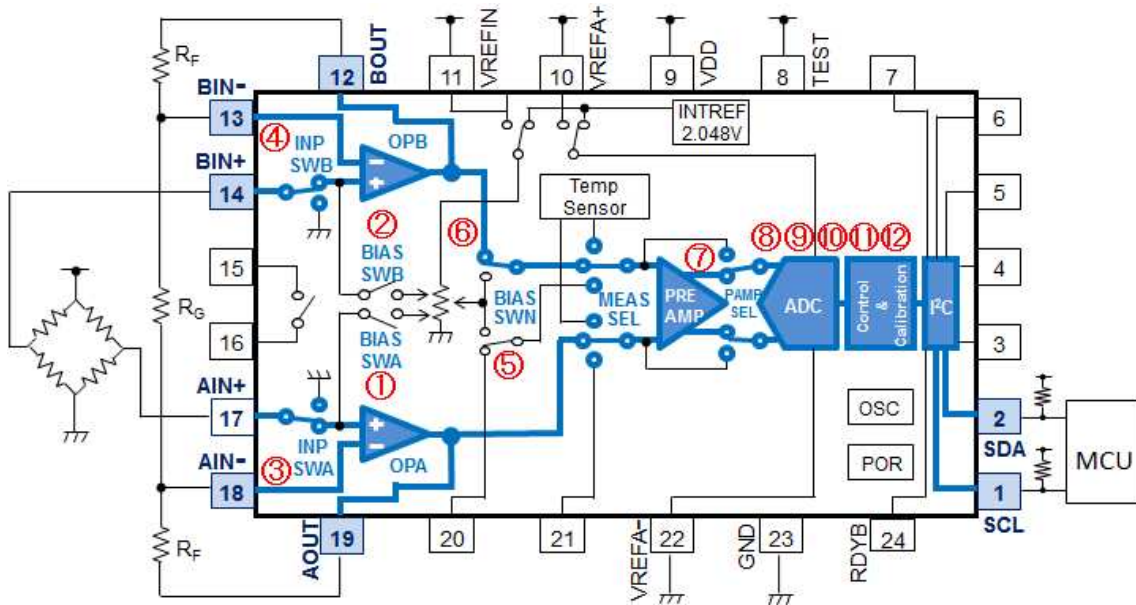 RF
BIN-
13
BIN+
14
15
RG
16
AIN+
17
AIN-
18
RF
12
BOUT
11
VREFIN
10
VREFA+
9
VDD
8
TEST
7
④
INP
SWB
OPB
②
BIAS
SWB
BIAS
SWA
①
③
INP
SWA
OPA
⑥
BIAS
SWN
⑤
INTREF
2.048V
Temp
Sensor
MEAS
SEL
PRE
AMP
⑦
PAMP
SEL
⑧⑨⑩⑪⑫
ADC
Control
&
Calibration
I²C
OSC
POR
6
5
4
3
2
SDA
1
SCL
MCU
AOUT
19
20
21
VREFA-
22
GND
23
RDYB
24